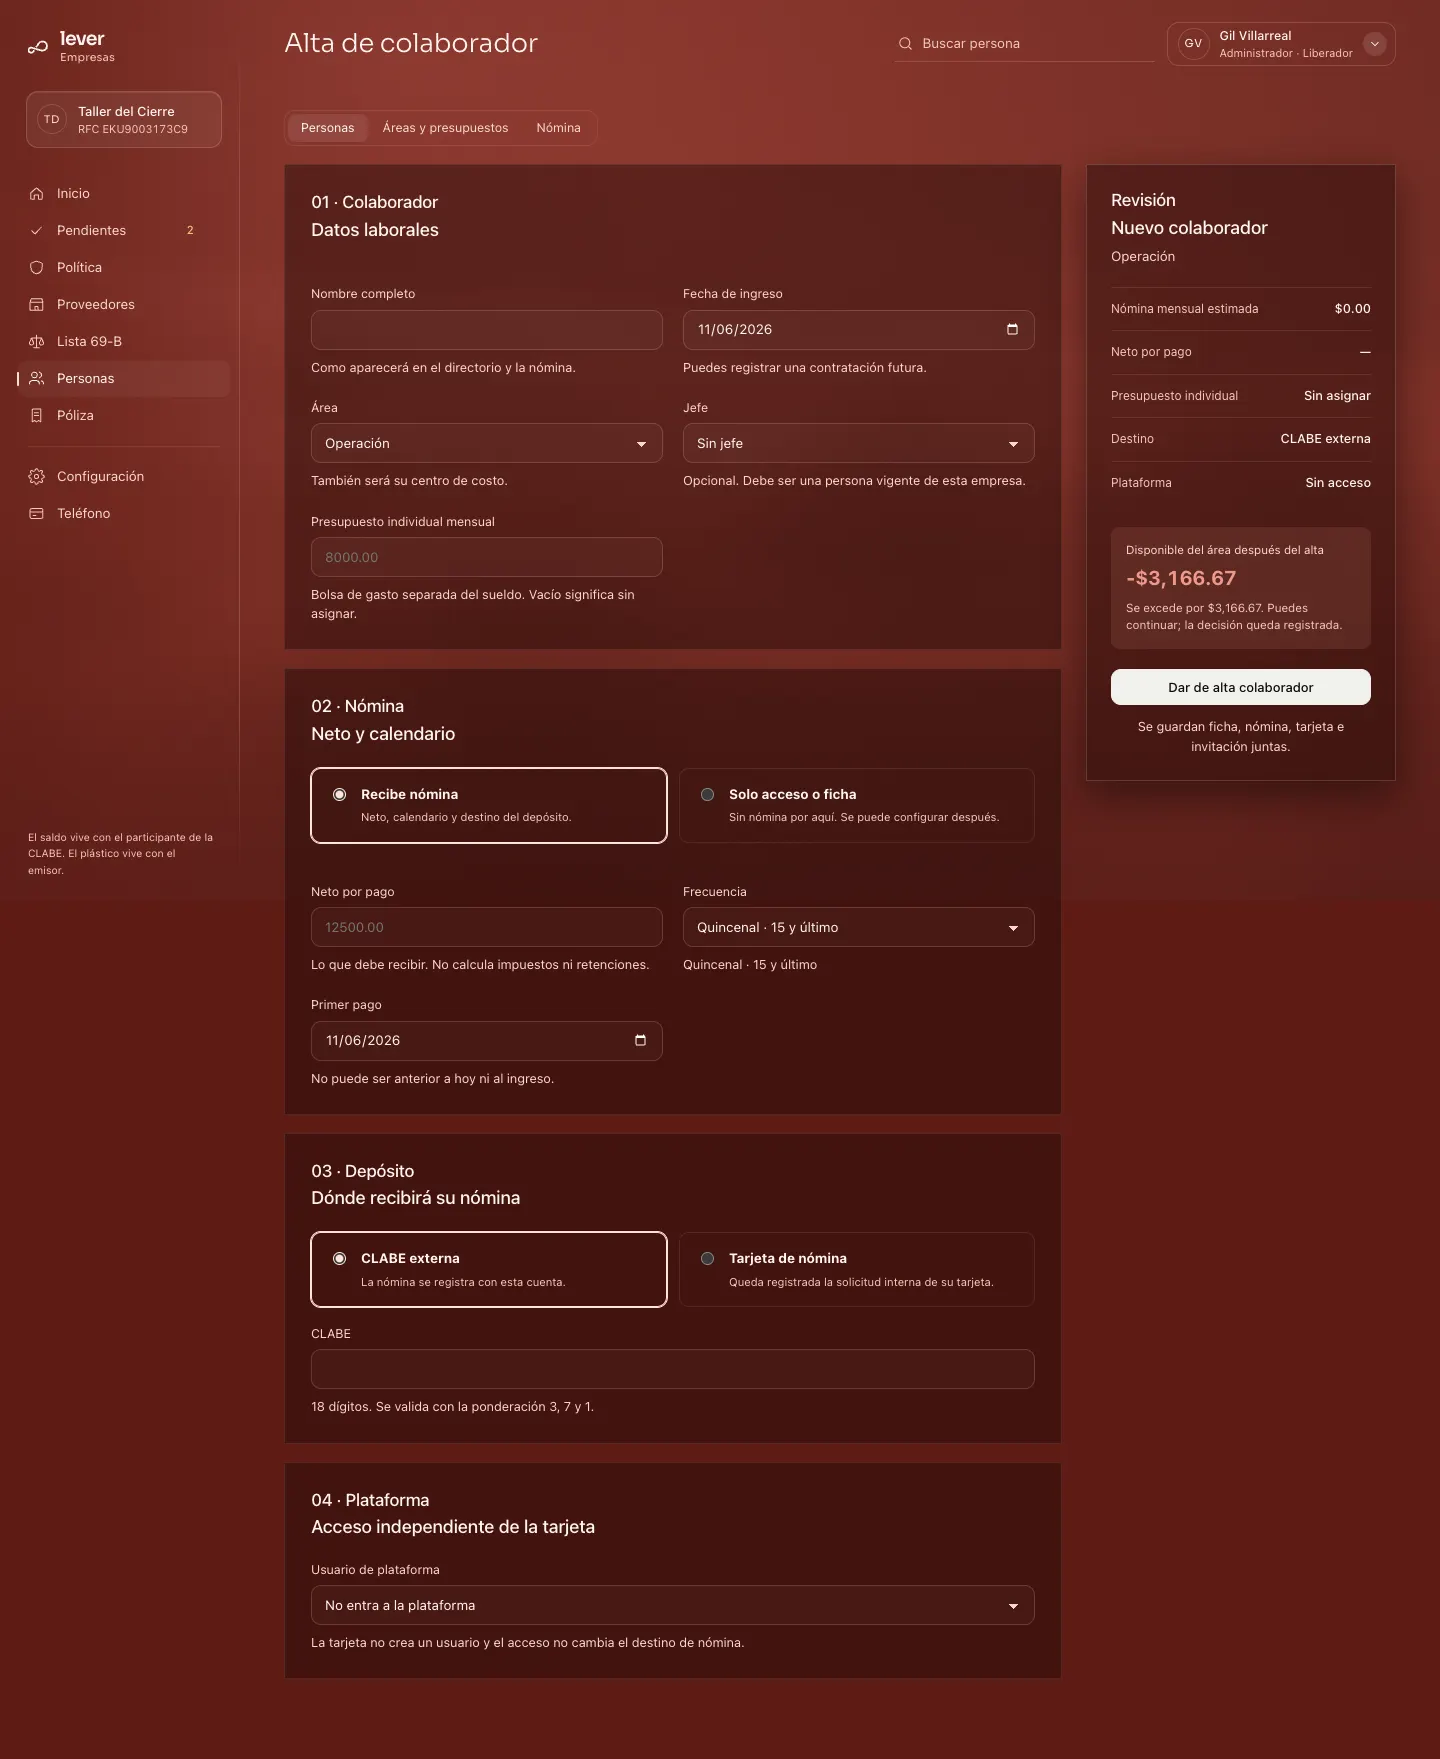 lever
Empresas
TD
Taller del Cierre
RFC EKU9003173C9
Inicio
Pendientes
2
Política
Proveedores
Lista 69-B
Personas
Póliza
Configuración
Teléfono
El saldo vive con el participante de la
CLABE. El plástico vive con el
emisor.
Alta de colaborador
Buscar persona
GV
Gil Villarreal
Administrador · Liberador
Personas
Áreas y presupuestos
Nómina
01 · Colaborador
Datos laborales
Nombre completo
Como aparecerá en el directorio y la nómina.
Fecha de ingreso
11/06/2026
Puedes registrar una contratación futura.
Área
Operación
También será su centro de costo.
Jefe
Sin jefe
Opcional. Debe ser una persona vigente de esta empresa.
Presupuesto individual mensual
8000.00
Bolsa de gasto separada del sueldo. Vacío significa sin
asignar.
02 · Nómina
Neto y calendario
Recibe nómina
Neto, calendario y destino del depósito.
Solo acceso o ficha
Sin nómina por aquí. Se puede configurar después.
Neto por pago
12500.00
Lo que debe recibir. No calcula impuestos ni retenciones.
Frecuencia
Quincenal · 15 y último
Quincenal · 15 y último
Primer pago
11/06/2026
No puede ser anterior a hoy ni al ingreso.
03 · Depósito
Dónde recibirá su nómina
CLABE externa
La nómina se registra con esta cuenta.
Tarjeta de nómina
Queda registrada la solicitud interna de su tarjeta.
CLABE
18 dígitos. Se valida con la ponderación 3, 7 y 1.
04 · Plataforma
Acceso independiente de la tarjeta
Usuario de plataforma
No entra a la plataforma
La tarjeta no crea un usuario y el acceso no cambia el destino de nómina.
Revisión
Nuevo colaborador
Operación
Nómina mensual estimada
$0.00
Neto por pago
—
Presupuesto individual
Sin asignar
Destino
CLABE externa
Plataforma
Sin acceso
Disponible del área después del alta
-$3,166.67
Se excede por $3,166.67. Puedes
continuar; la decisión queda registrada.
Dar de alta colaborador
Se guardan ficha, nómina, tarjeta e
invitación juntas.